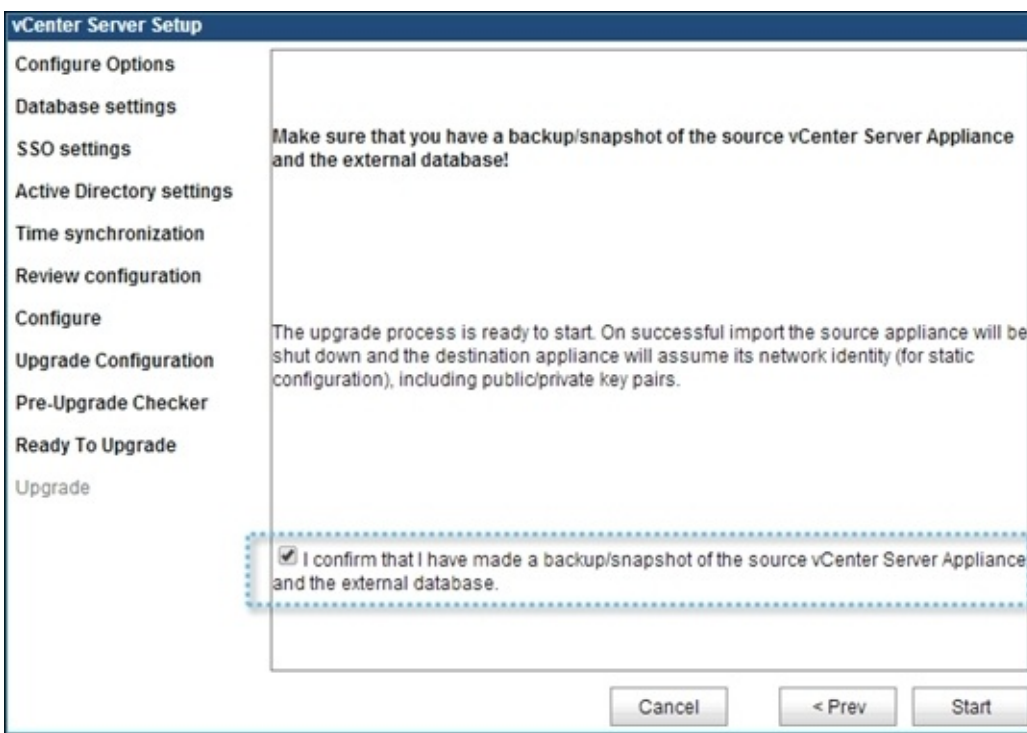 vCenter Server Setup
Configure Options
Database settings
SSO settings
Active Directory settings
Time synchronization
Review configuration
Configure
Upgrade Configuration
Pre-Upgrade Checker
Ready To Upgrade
Upgrade
Make sure that you have a backup/snapshot of the source vCenter Server Appliance
and the external database!
The upgrade process is ready to start. On successful import the source appliance will be
shut down and the destination appliance will assume its network identity (for static
configuration), including public/private key pairs.
I confirm that I have made a backup/snapshot of the source vCenter Server Appliance
and the external database.
Cancel
< Prev
Start